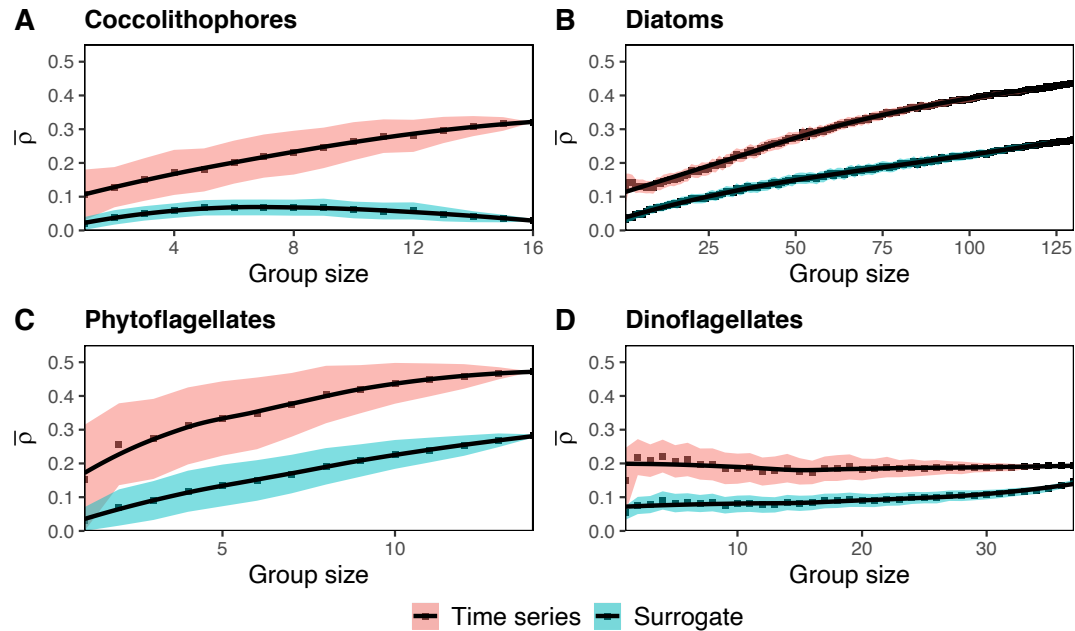 A Coccolithophores
ρ̅
0.5
0.4
0.3
0.2
0.1
0.0
4 8 12 16
Group size
B Diatoms
ρ̅
0.5
0.4
0.3
0.2
0.1
0.0
25 50 75 100 125
Group size
C Phytoflagellates
ρ̅
0.5
0.4
0.3
0.2
0.1
0.0
5 10
Group size
D Dinoflagellates
ρ̅
0.5
0.4
0.3
0.2
0.1
0.0
10 20 30
Group size
Time series Surrogate